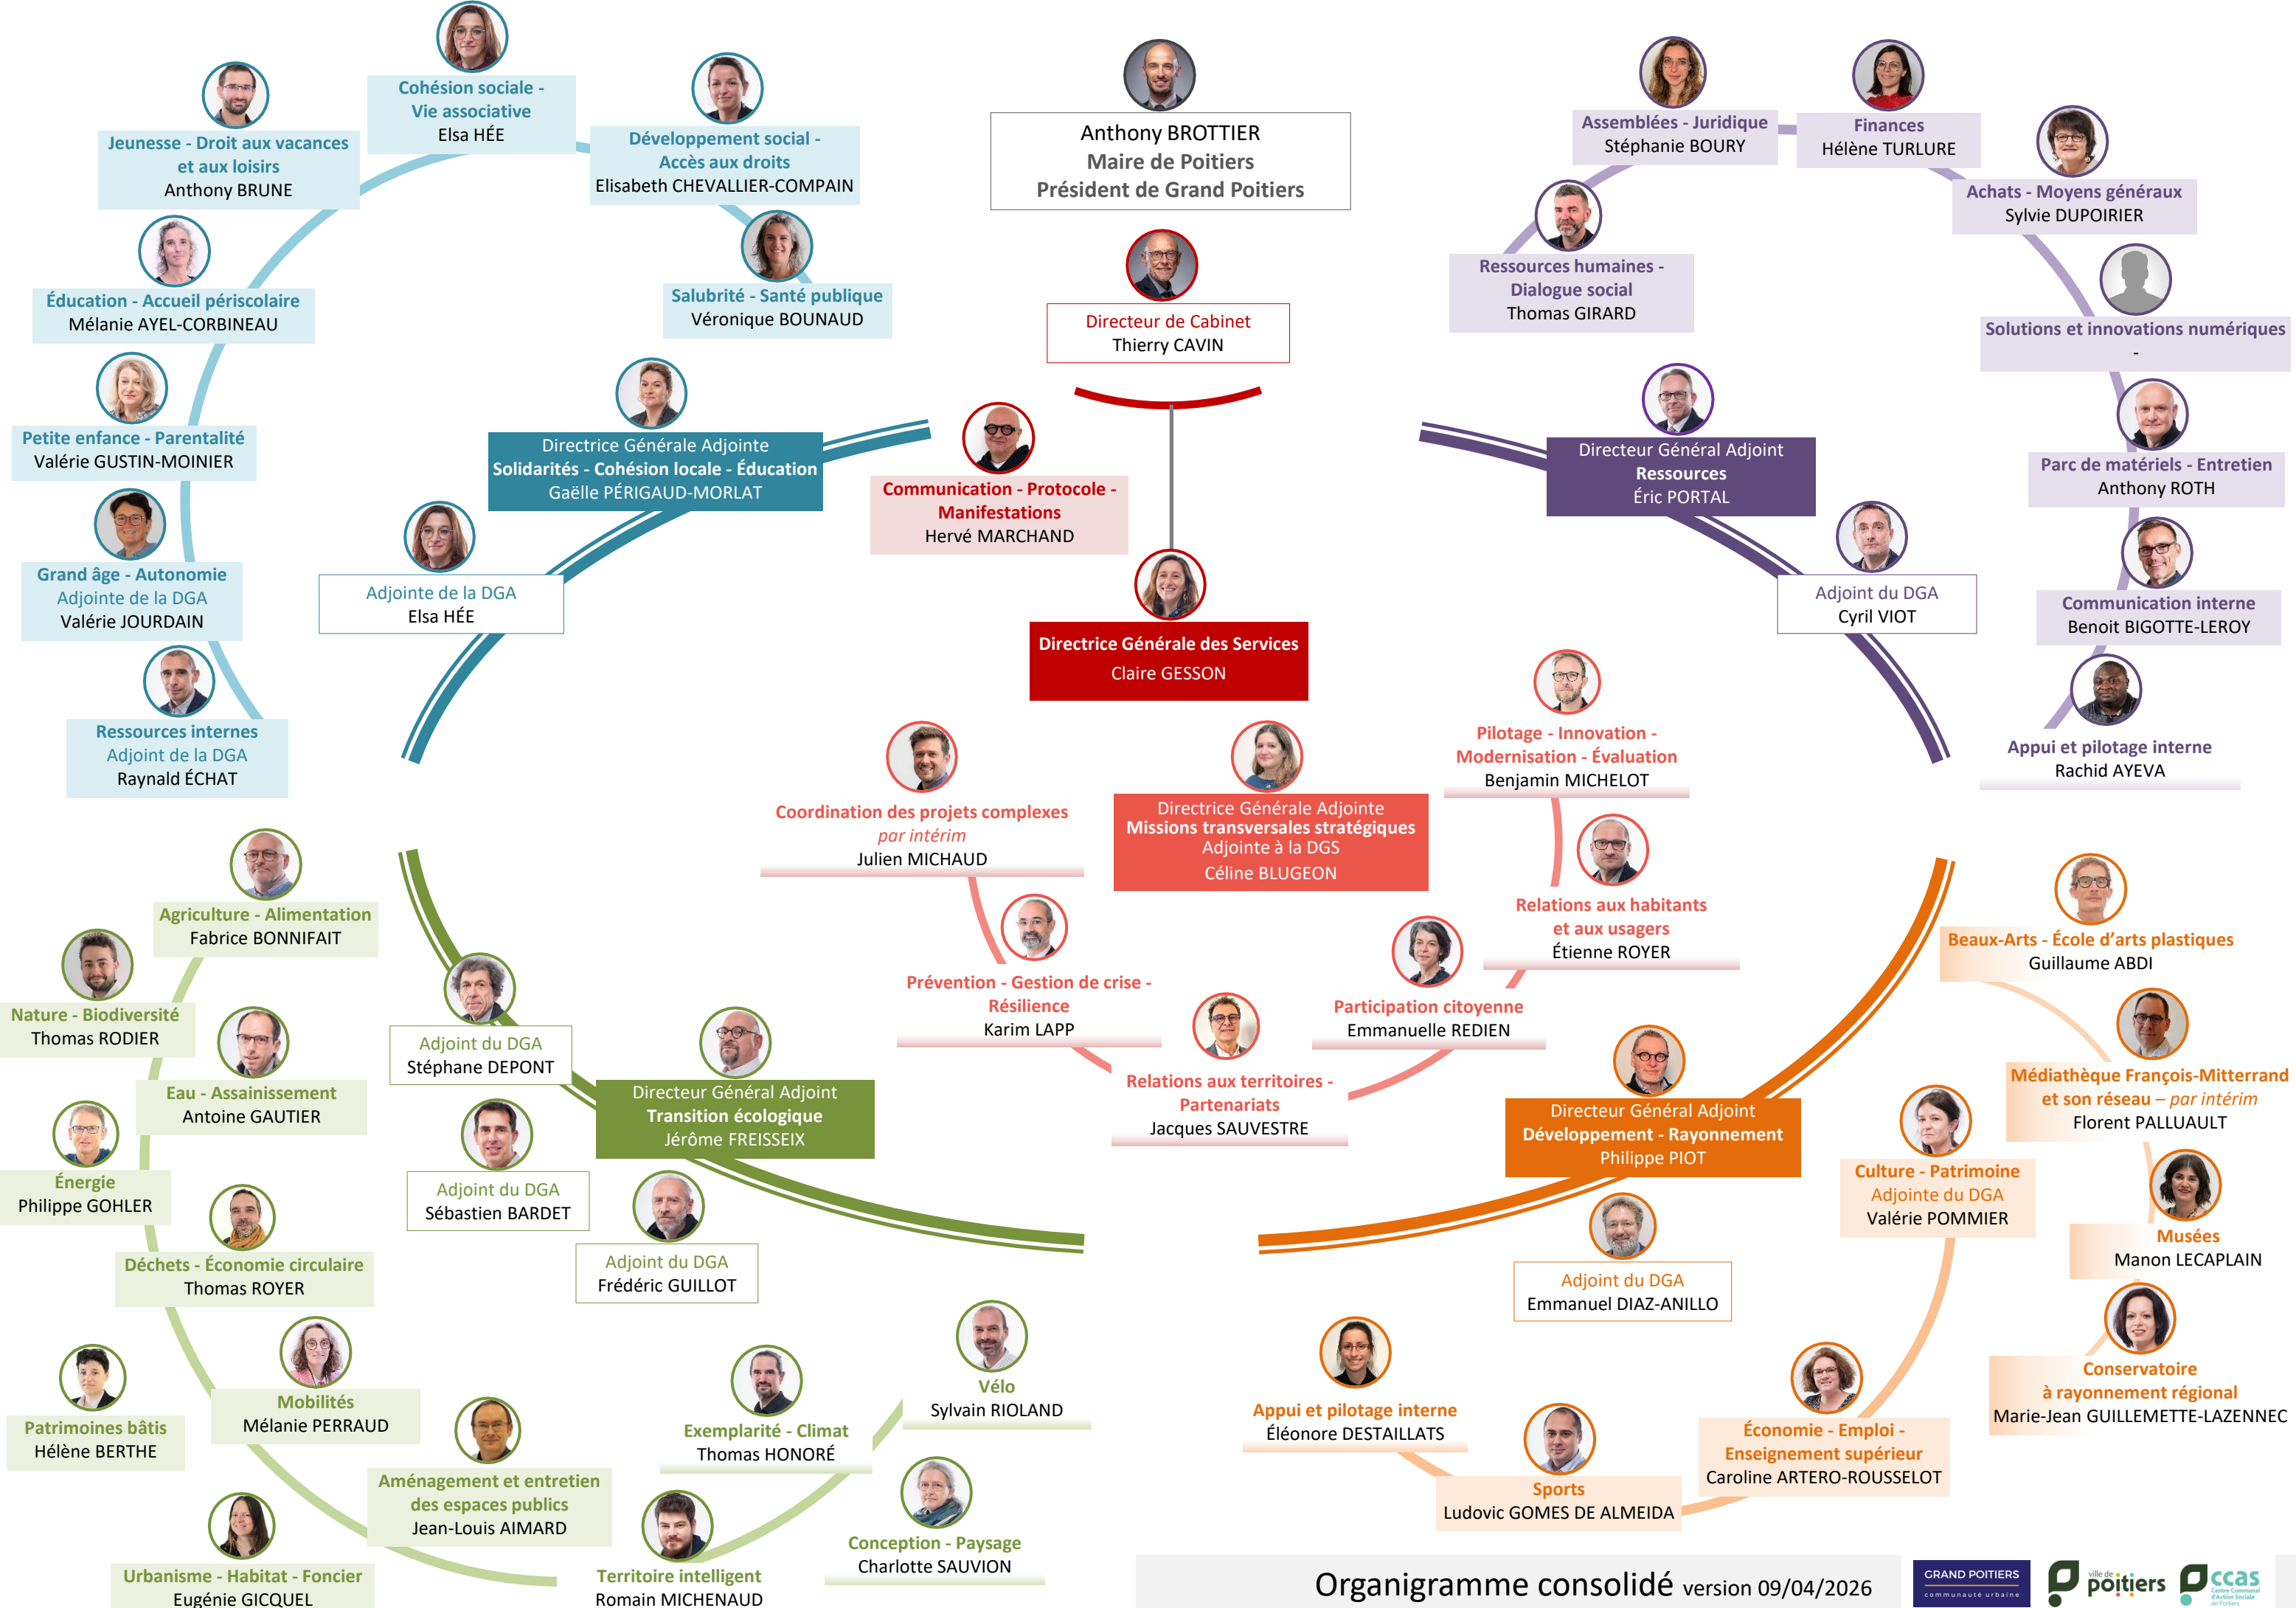 Anthony BROTTIER
Maire de Poitiers
Président de Grand Poitiers
Directeur de Cabinet
Thierry CAVIN
Communication - Protocole -
Manifestations
Hervé MARCHAND
Directrice Générale des Services
Claire GESSON
Cohésion sociale -
Vie associative
Elsa HÉE
Jeunesse - Droit aux vacances
et aux loisirs
Anthony BRUNE
Développement social -
Accès aux droits
Elisabeth CHEVALLIER-COMPAIN
Salubrité - Santé publique
Véronique BOUNAUD
Éducation - Accueil périscolaire
Mélanie AYEL-CORBINEAU
Petite enfance - Parentalité
Valérie GUSTIN-MOINIER
Grand âge - Autonomie
Adjointe de la DGA
Valérie JOURDAIN
Ressources internes
Adjoint de la DGA
Raynald ÉCHAT
Directrice Générale Adjointe
Solidarités - Cohésion locale - Éducation
Gaëlle PÉRIGAUD-MORLAT
Adjointe de la DGA
Elsa HÉE
Assemblées - Juridique
Stéphanie BOURY
Finances
Hélène TURLURE
Achats - Moyens généraux
Sylvie DUPOIRIER
Ressources humaines -
Dialogue social
Thomas GIRARD
Solutions et innovations numériques
-
Parc de matériels - Entretien
Anthony ROTH
Communication interne
Benoit BIGOTTE-LEROY
Appui et pilotage interne
Rachid AYEVA
Directeur Général Adjoint
Ressources
Éric PORTAL
Adjoint du DGA
Cyril VIOT
Coordination des projets complexes
par intérim
Julien MICHAUD
Directrice Générale Adjointe
Missions transversales stratégiques
Adjointe à la DGS
Céline BLUGEON
Pilotage - Innovation -
Modernisation - Évaluation
Benjamin MICHELOT
Relations aux habitants
et aux usagers
Étienne ROYER
Prévention - Gestion de crise -
Résilience
Karim LAPP
Participation citoyenne
Emmanuelle REDIEN
Relations aux territoires -
Partenariats
Jacques SAUVESTRE
Agriculture - Alimentation
Fabrice BONNIFAIT
Nature - Biodiversité
Thomas RODIER
Eau - Assainissement
Antoine GAUTIER
Énergie
Philippe GOHLER
Déchets - Économie circulaire
Thomas ROYER
Mobilités
Mélanie PERRAUD
Patrimoines bâtis
Hélène BERTHE
Aménagement et entretien
des espaces publics
Jean-Louis AIMARD
Urbanisme - Habitat - Foncier
Eugénie GICQUEL
Territoire intelligent
Romain MICHENAUD
Exemplarité - Climat
Thomas HONORÉ
Vélo
Sylvain RIOLAND
Conception - Paysage
Charlotte SAUVION
Adjoint du DGA
Stéphane DEPONT
Directeur Général Adjoint
Transition écologique
Jérôme FREISSEIX
Adjoint du DGA
Sébastien BARDET
Adjoint du DGA
Frédéric GUILLOT
Directeur Général Adjoint
Développement - Rayonnement
Philippe PIOT
Adjoint du DGA
Emmanuel DIAZ-ANILLO
Beaux-Arts - École d’arts plastiques
Guillaume ABDI
Médiathèque François-Mitterrand
et son réseau – par intérim
Florent PALLUAULT
Culture - Patrimoine
Adjointe du DGA
Valérie POMMIER
Musées
Manon LECAPLAIN
Conservatoire
à rayonnement régional
Marie-Jean GUILLEMETTE-LAZENNEC
Économie - Emploi -
Enseignement supérieur
Caroline ARTERO-ROUSSELOT
Appui et pilotage interne
Éléonore DESTAILLATS
Sports
Ludovic GOMES DE ALMEIDA
Organigramme consolidé version 09/04/2026
GRAND POITIERS
communauté urbaine
ville de
poitiers
ccas
Centre Communal
d'Action Sociale
de Poitiers